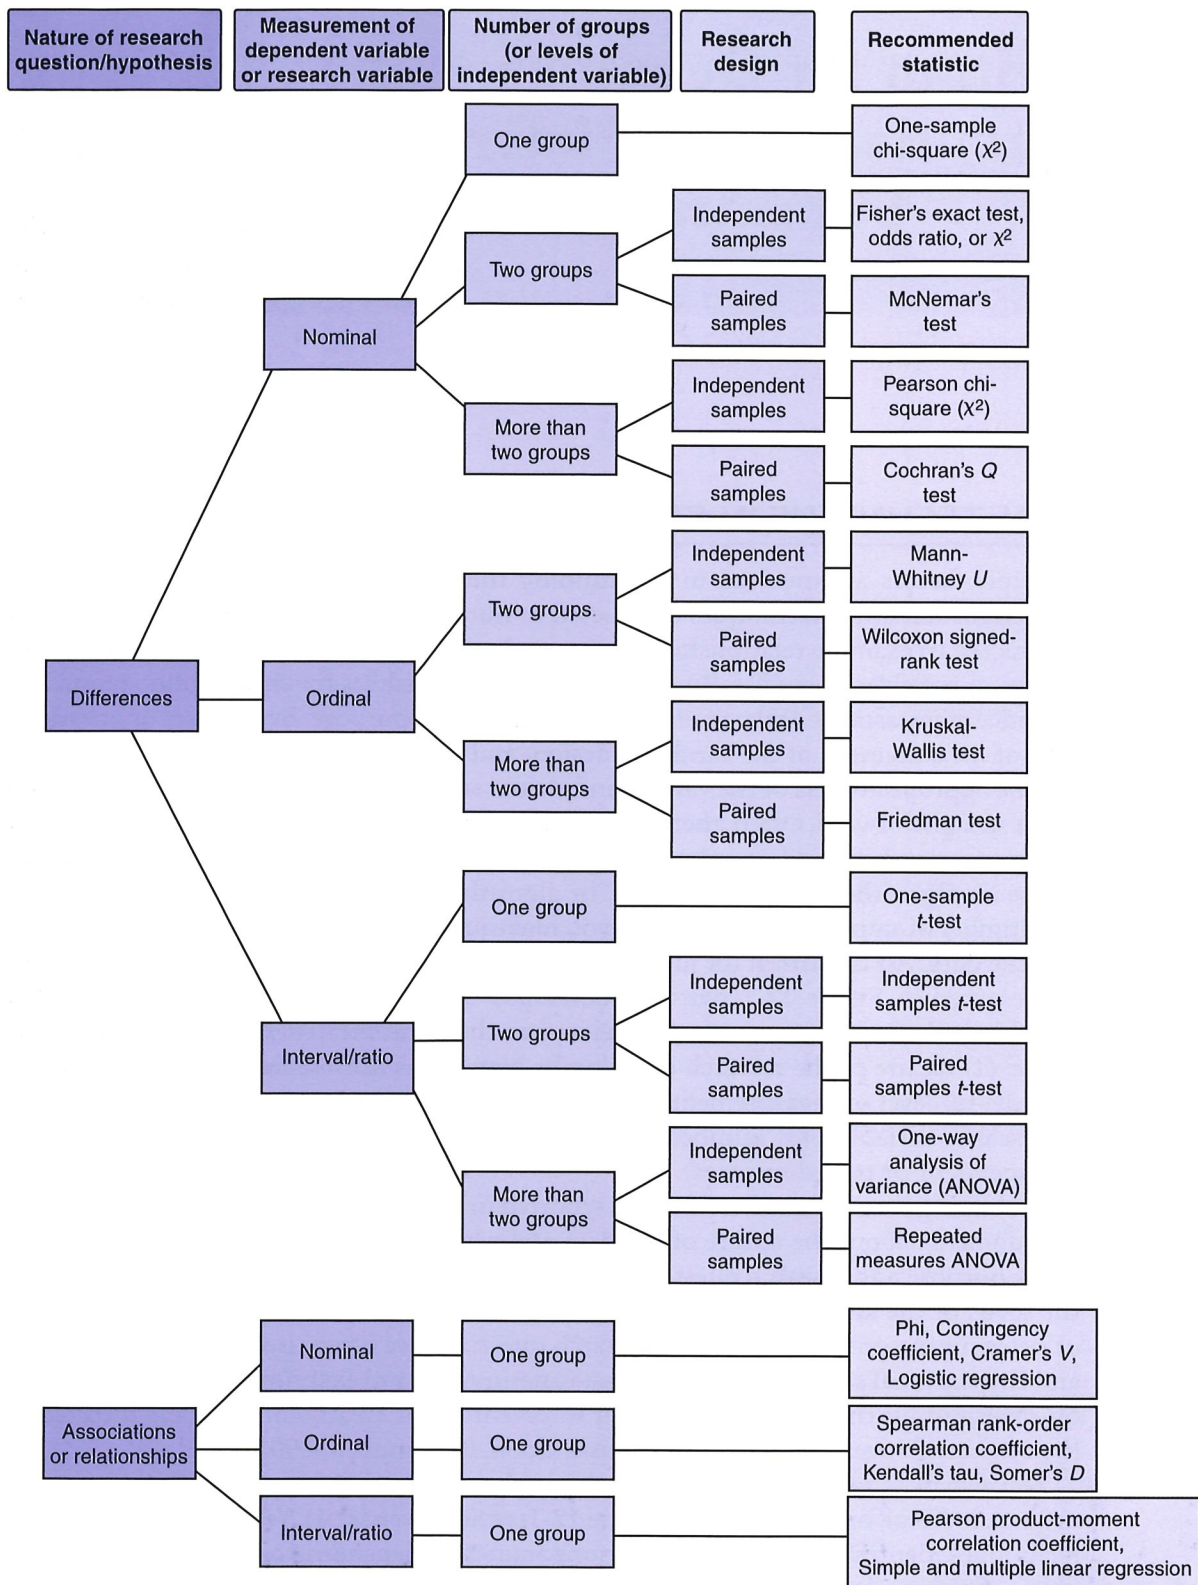 Nature of research
question/hypothesis
Measurement of
dependent variable
or research variable
Number of groups
(or levels of
independent variable)
Research
design
Recommended
statistic
One group
One-sample
chi-square (χ²)
Independent
samples
Fisher's exact test,
odds ratio, or χ²
Two groups
Paired
samples
McNemar's
test
Nominal
Independent
samples
Pearson chi-
square (χ²)
More than
two groups
Paired
samples
Cochran's Q
test
Independent
samples
Mann-
Whitney U
Two groups
Paired
samples
Wilcoxon signed-
rank test
Differences
Ordinal
Independent
samples
Kruskal-
Wallis test
More than
two groups
Paired
samples
Friedman test
One group
One-sample
t-test
Independent
samples
Independent
samples t-test
Two groups
Interval/ratio
Paired
samples
Paired
samples t-test
Independent
samples
One-way
analysis of
variance (ANOVA)
More than
two groups
Paired
samples
Repeated
measures ANOVA
Nominal
One group
Phi, Contingency
coefficient, Cramer's V,
Logistic regression
Associations
or relationships
Ordinal
One group
Spearman rank-order
correlation coefficient,
Kendall's tau, Somer's D
Interval/ratio
One group
Pearson product-moment
correlation coefficient,
Simple and multiple linear regression